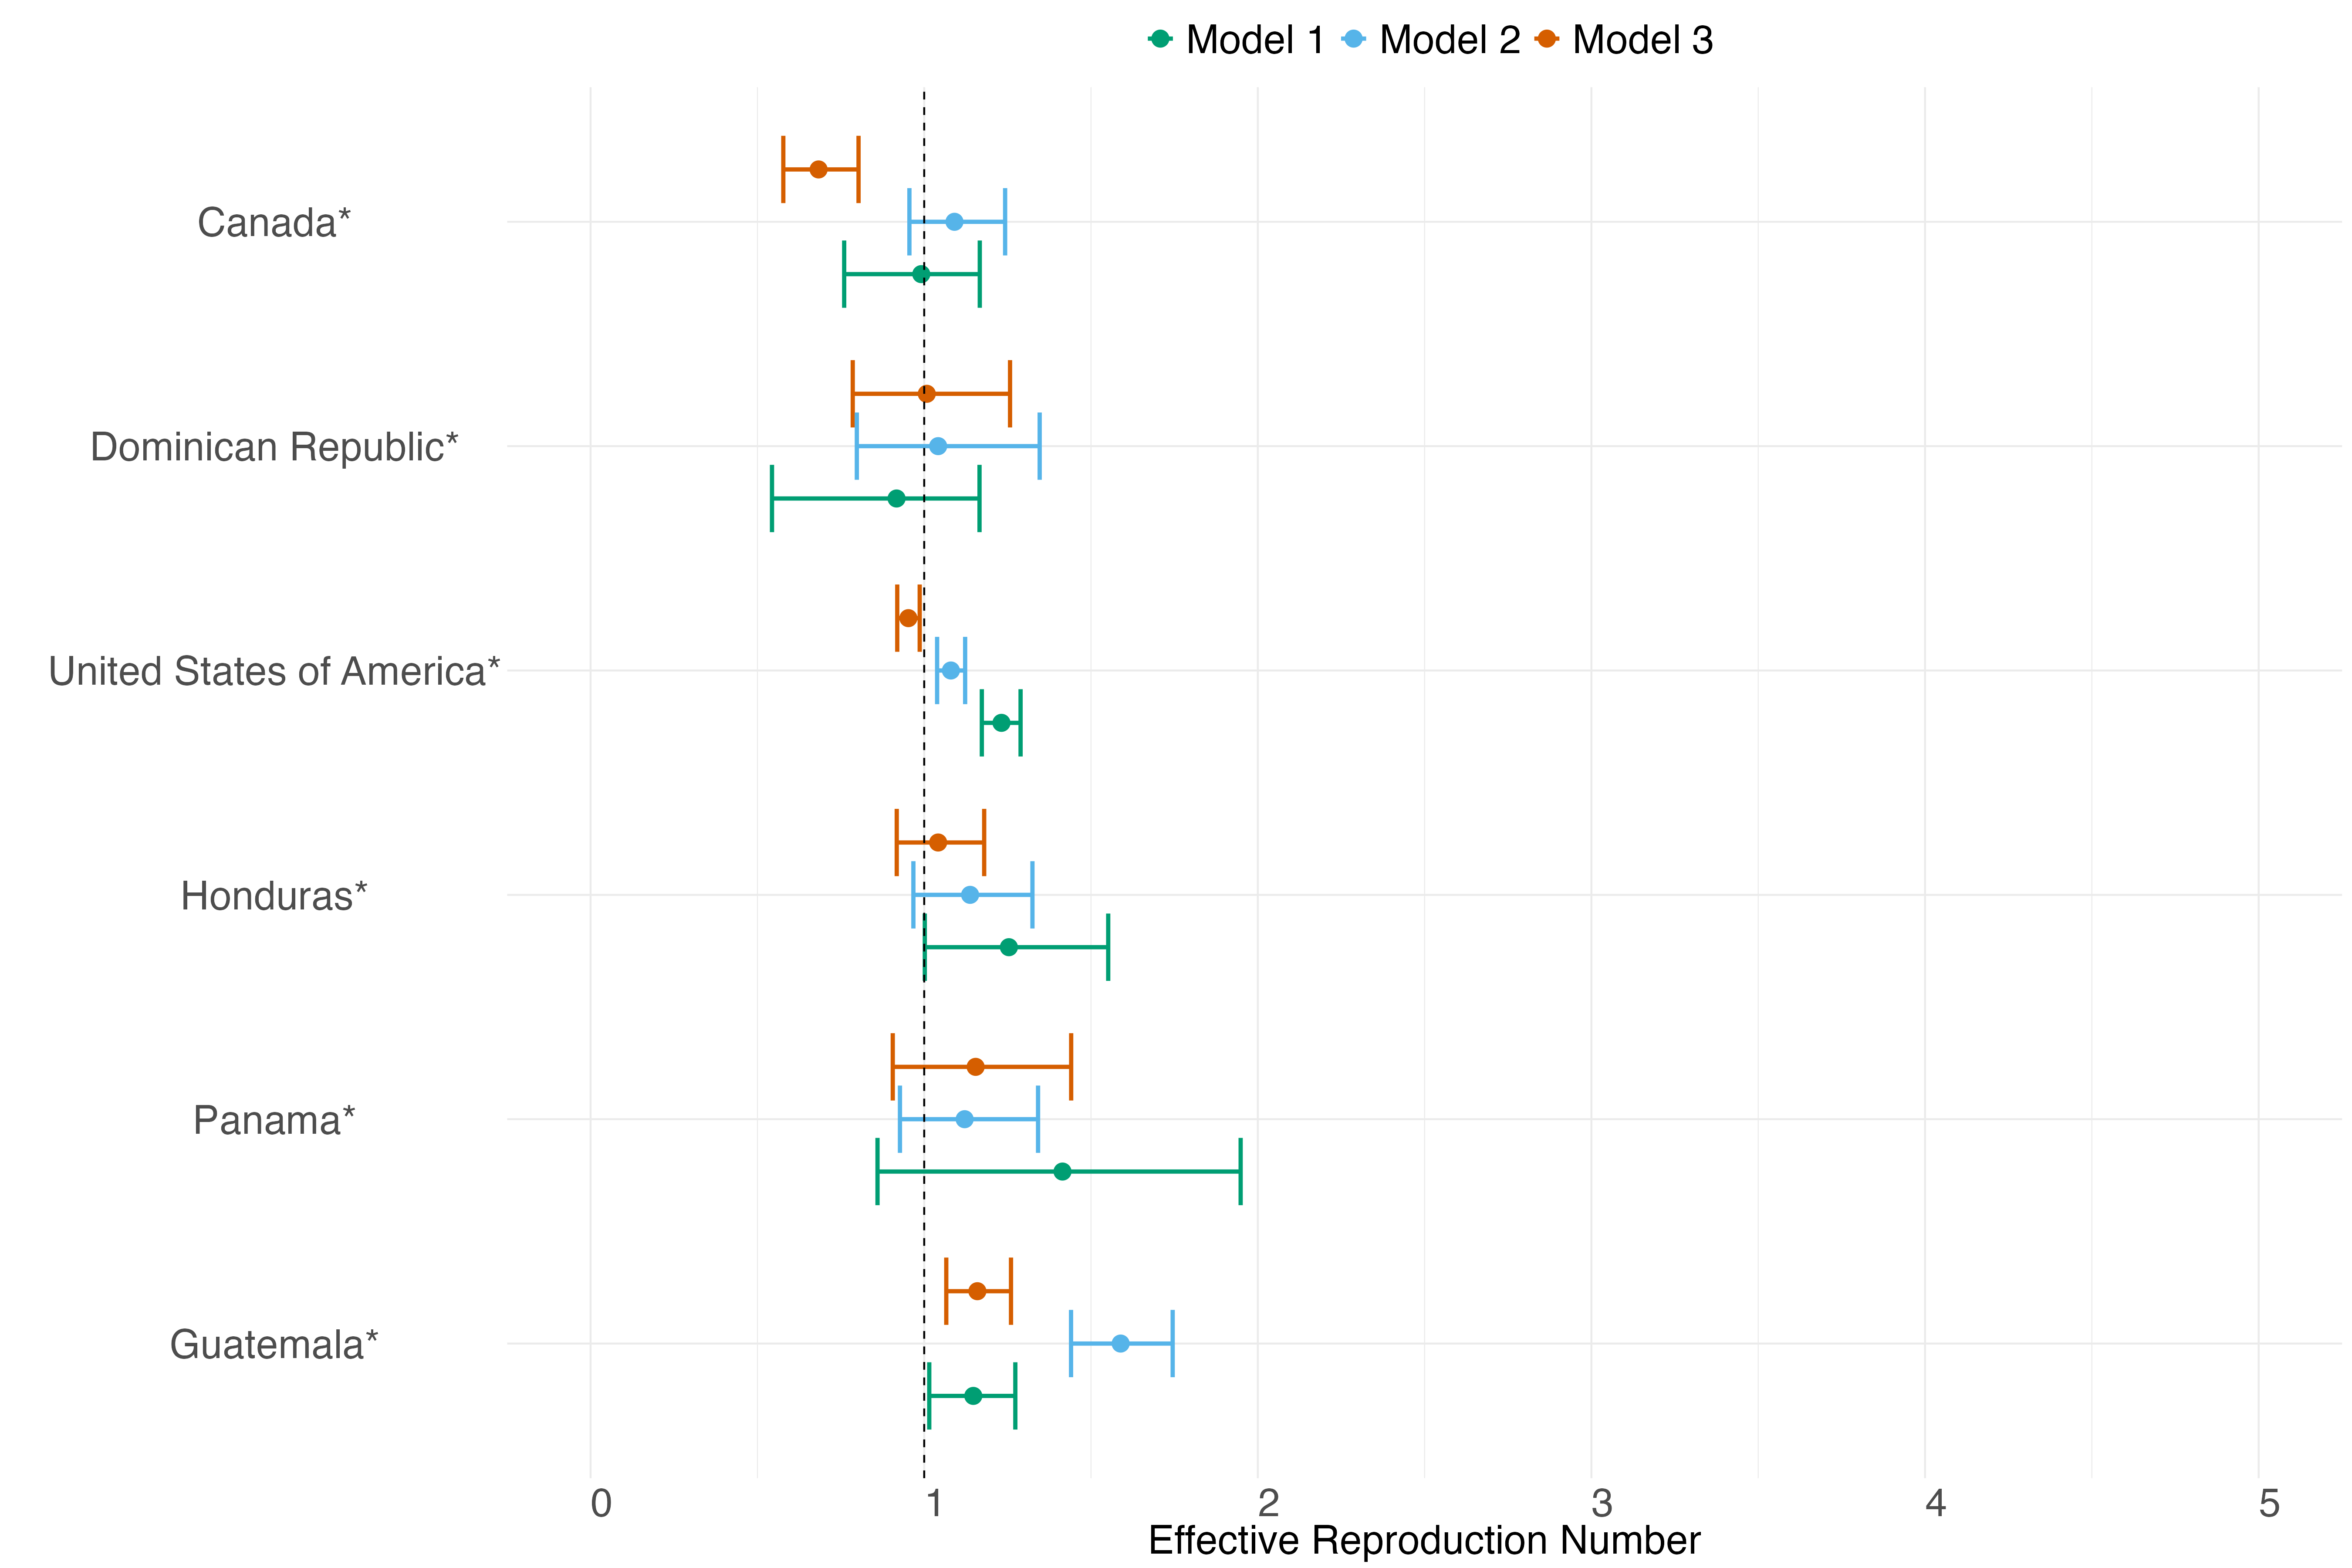 Model 1 Model 2 Model 3
Canada*
Dominican Republic*
United States of America*
Honduras*
Panama*
Guatemala*
0 1 2 3 4 5
Effective Reproduction Number